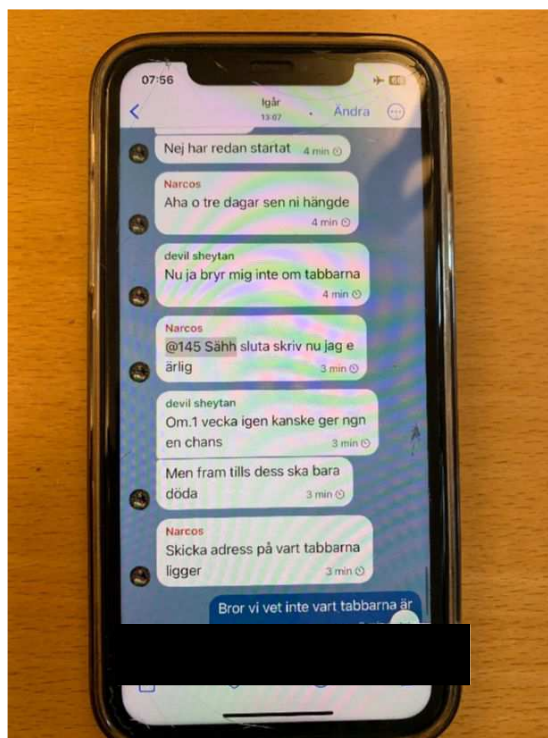 07:56
Igår
13:07
Ändra
Nej har redan startat 4 min
Narcos
Aha o tre dagar sen ni hängde
4 min
devil sheytan
Nu ja bryr mig inte om tabbarna
4 min
Narcos
@145 Sähh sluta skriv nu jag e
ärlig 3 min
devil sheytan
Om.1 vecka igen kanske ger ngn
en chans 3 min
Men fram tills dess ska bara
döda 3 min
Narcos
Skicka adress på vart tabbarna
ligger 3 min
Bror vi vet inte vart tabbarna är